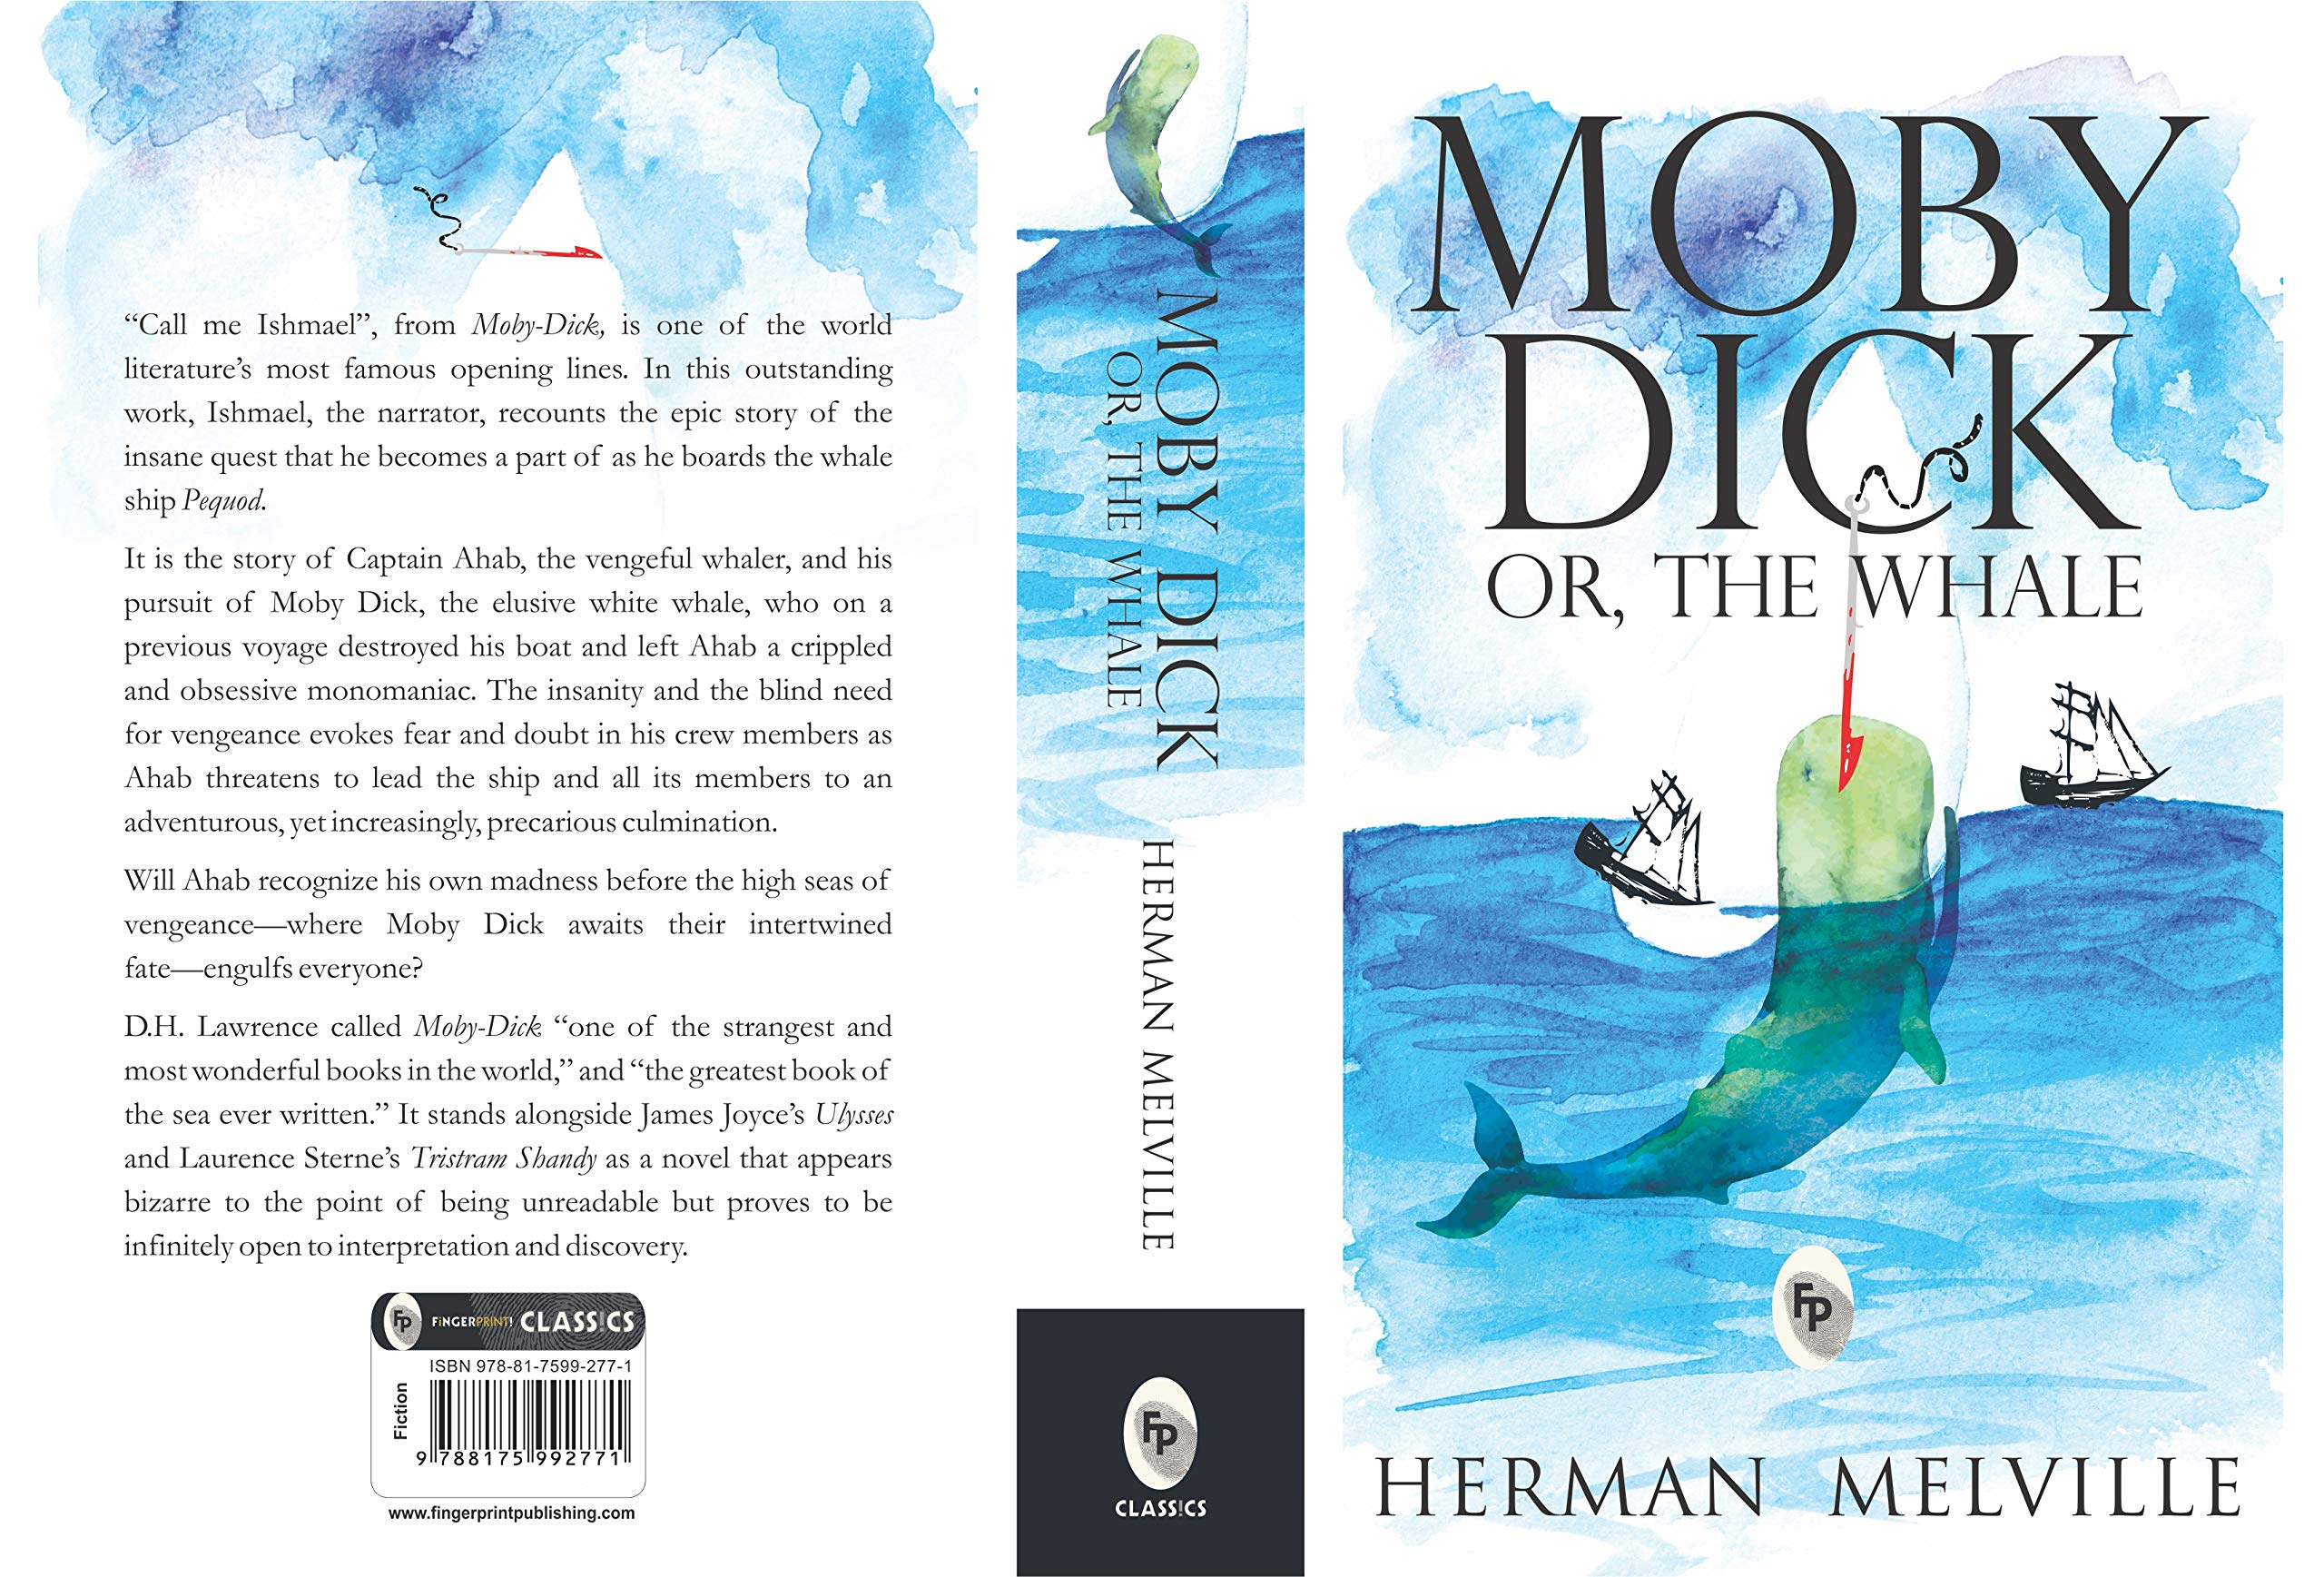 “Call me Ishmael”, from Moby-Dick, is one of the world
literature’s most famous opening lines. In this outstanding
work, Ishmael, the narrator, recounts the epic story of the
insane quest that he becomes a part of as he boards the whale
ship Pequod.
It is the story of Captain Ahab, the vengeful whaler, and his
pursuit of Moby Dick, the elusive white whale, who on a
previous voyage destroyed his boat and left Ahab a crippled
and obsessive monomaniac. The insanity and the blind need
for vengeance evokes fear and doubt in his crew members as
Ahab threatens to lead the ship and all its members to an
adventurous, yet increasingly, precarious culmination.
Will Ahab recognize his own madness before the high seas of
vengeance—where Moby Dick awaits their intertwined
fate—engulfs everyone?
D.H. Lawrence called Moby-Dick “one of the strangest and
most wonderful books in the world,” and “the greatest book of
the sea ever written.” It stands alongside James Joyce’s Ulysses
and Laurence Sterne’s Tristram Shandy as a novel that appears
bizarre to the point of being unreadable but proves to be
infinitely open to interpretation and discovery.
FP FiNGERPRINT! CLASS!CS
ISBN 978-81-7599-277-1
Fiction
9 788175 992771
www.fingerprintpublishing.com
MOBY DICK
OR, THE WHALE
HERMAN MELVILLE
FP
CLASS!CS
MOBY
DICK
OR, THE WHALE
FP
HERMAN MELVILLE